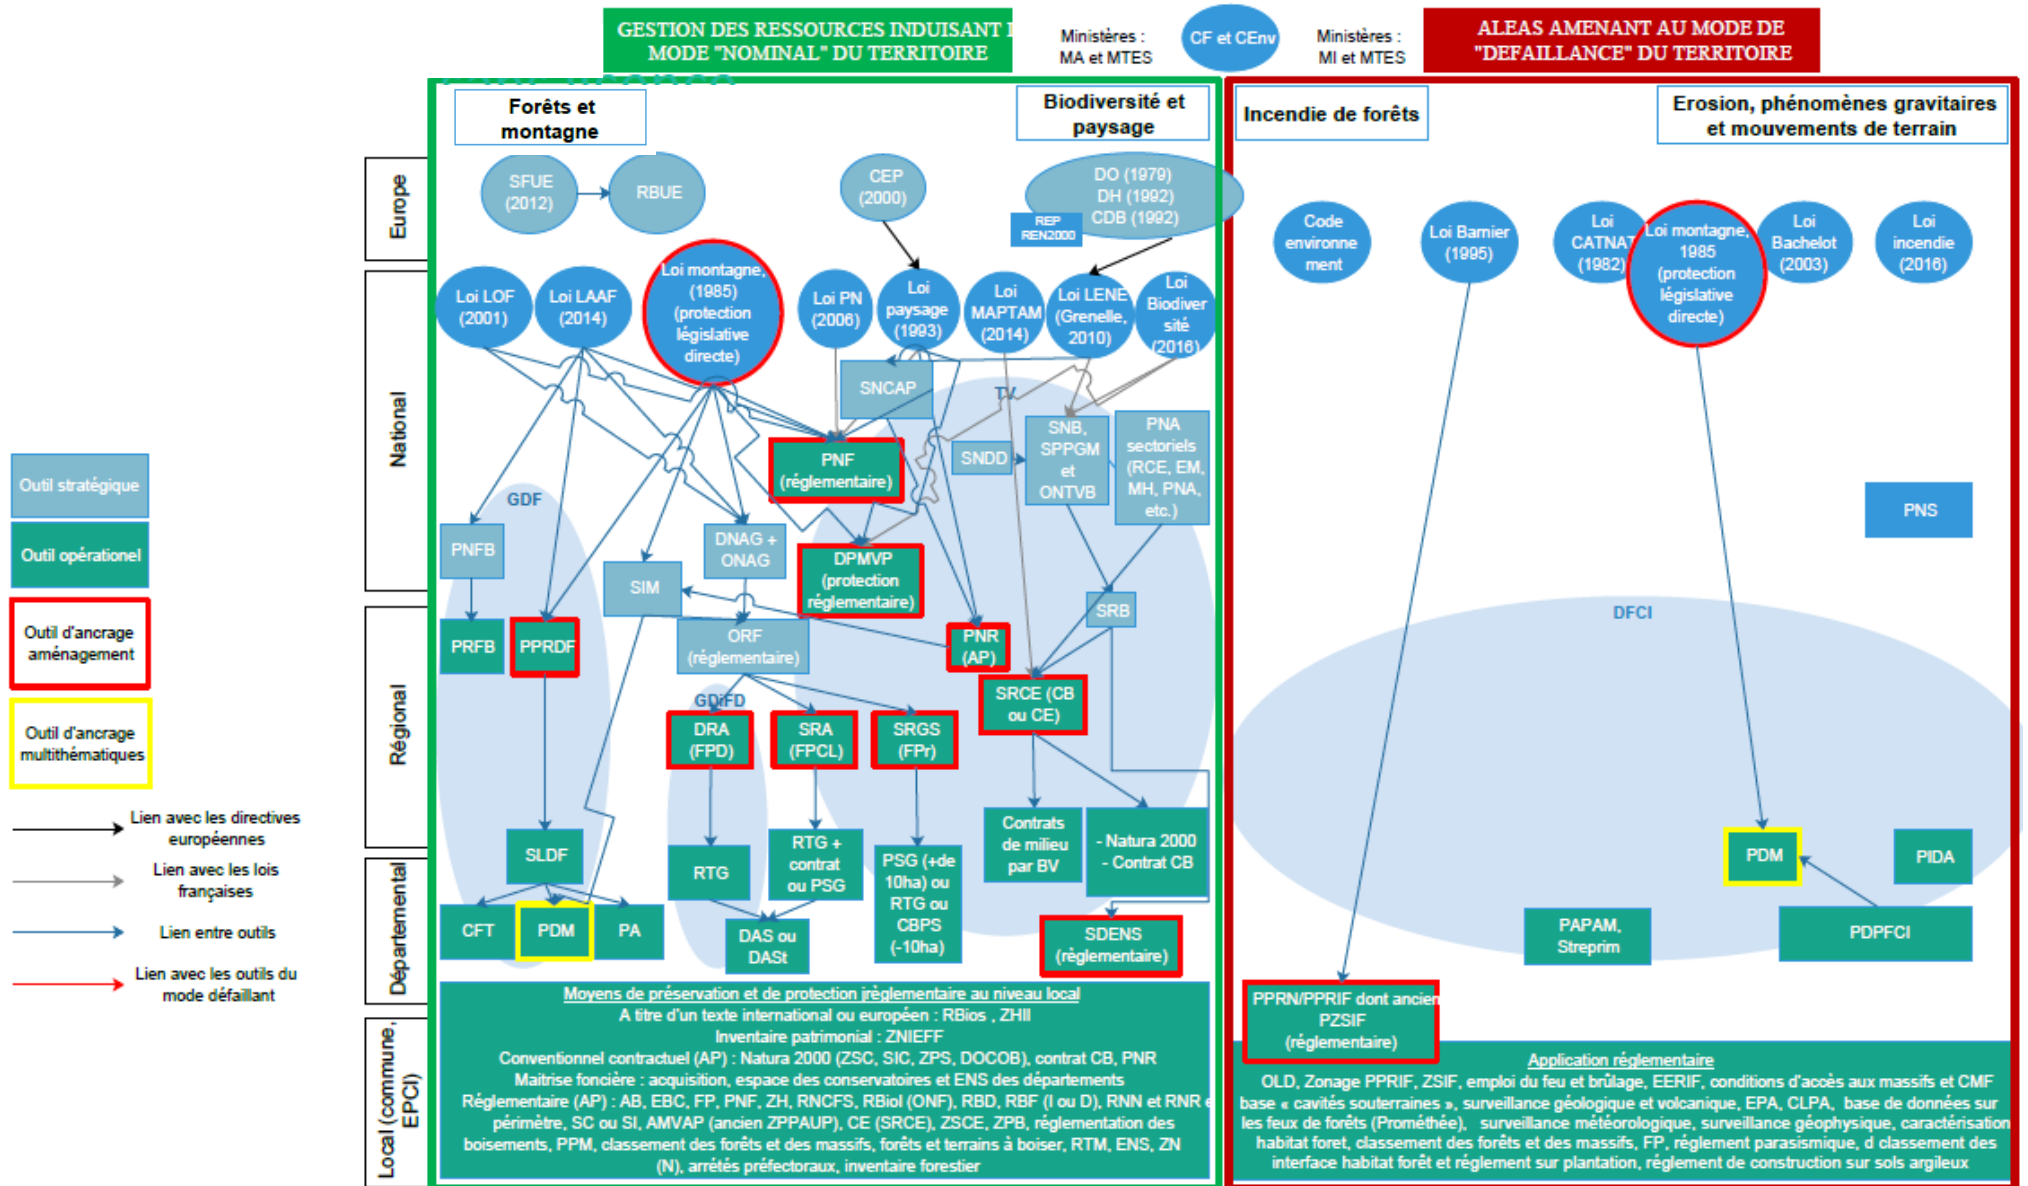 GESTION DES RESSOURCES INDUISANT
MODE "NOMINAL" DU TERRITOIRE
Ministères :
MA et MTES
CF et CEnv
Ministères :
MI et MTES
ALEAS AMENANT AU MODE DE
"DEFAILLANCE" DU TERRITOIRE
Forêts et
montagne
Biodiversité et
paysage
Incendie de forêts
Erosion, phénomènes gravitaires
et mouvements de terrain
Europe
SFUE
(2012)
RBUE
CEP
(2000)
DO (1979)
DH (1992)
CDB (1992)
REP
REN2000
Code
environne
ment
Loi Barnier
(1995)
Loi
CATNAT
(1982)
Loi montagne,
1985
(protection
législative
directe)
Loi
Bachelot
(2003)
Loi
incendie
(2016)
National
Loi LOF
(2001)
Loi LAAF
(2014)
Loi montagne,
(1985)
(protection
législative
directe)
Loi PN
(2006)
Loi
paysage
(1993)
Loi
MAPTAM
(2014)
Loi LENE
(Grenelle,
2010)
Loi
Biodiver
sité
(2016)
SNCAP
TV
PNF
(réglementaire)
SNDD
SNB,
SPPGM
et
ONTVB
PNA
sectoriels
(RCE, EM,
MH, PNA,
etc.)
PNS
GDF
PNFB
SIM
DNAG +
ONAG
DPMVP
(protection
réglementaire)
SRB
DFCI
Régional
PRFB
PPRDF
ORF
(réglementaire)
PNR
(AP)
SRCE (CB
ou CE)
GDiFD
DRA
(FPD)
SRA
(FPCL)
SRGS
(FPr)
Contrats
de milieu
par BV
- Natura 2000
- Contrat CB
SLDF
RTG
RTG +
contrat
ou PSG
PSG (+de
10ha) ou
RTG ou
CBPS
(-10ha)
PDM
PIDA
Départemental
CFT
PDM
PA
DAS ou
DASt
SDENS
(règlementaire)
PAPAM,
Streprim
PDPFCI
PPRN/PPRIF dont ancien
PZSIF
(réglementaire)
Local (commune,
EPCI)
Moyens de préservation et de protection jrèglementaire au niveau local
A titre d'un texte international ou européen : RBios , ZHII
Inventaire patrimonial : ZNIEFF
Conventionnel contractuel (AP) : Natura 2000 (ZSC, SIC, ZPS, DOCOB), contrat CB, PNR
Maitrise foncière : acquisition, espace des conservatoires et ENS des départements
Réglementaire (AP) : AB, EBC, FP, PNF, ZH, RNCFS, RBiol (ONF), RBD, RBF (I ou D), RNN et RNR e
périmètre, SC ou SI, AMVAP (ancien ZPPAUP), CE (SRCE), ZSCE, ZPB, réglementation des
boisements, PPM, classement des forêts et des massifs, forêts et terrains à boiser, RTM, ENS, ZN
(N), arrétés préfectoraux, inventaire forestier
Application réglementaire
OLD, Zonage PPRIF, ZSIF, emploi du feu et brûlage, EERIF, conditions d'accès aux massifs et CMF
base « cavités souterraines », surveillance géologique et volcanique, EPA, CLPA, base de données sur
les feux de forêts (Prométhée), surveillance météorologique, surveillance géophysique, caractérisation
habitat foret, classement des forêts et des massifs, FP, réglement parasismique, d classement des
interface habitat forêt et réglement sur plantation, réglement de construction sur sols argileux
Outil stratégique
Outil opérationel
Outil d'ancrage
aménagement
Outil d'ancrage
multithématiques
Lien avec les directives
européennes
Lien avec les lois
françaises
Lien entre outils
Lien avec les outils du
mode défaillant